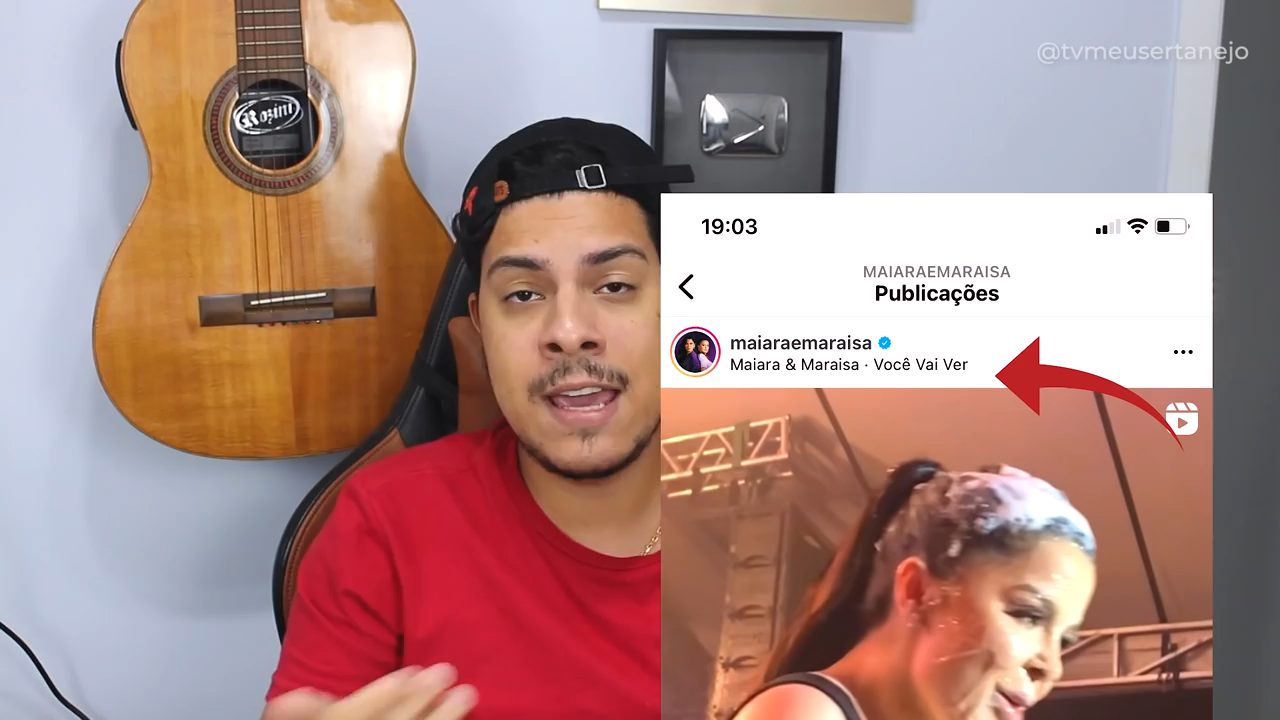 @tvmeusertanejo
Rozini
19:03
MAIARAEMARAISA
Publicações
maiaraemaraisa
Maiara & Maraisa · Você Vai Ver